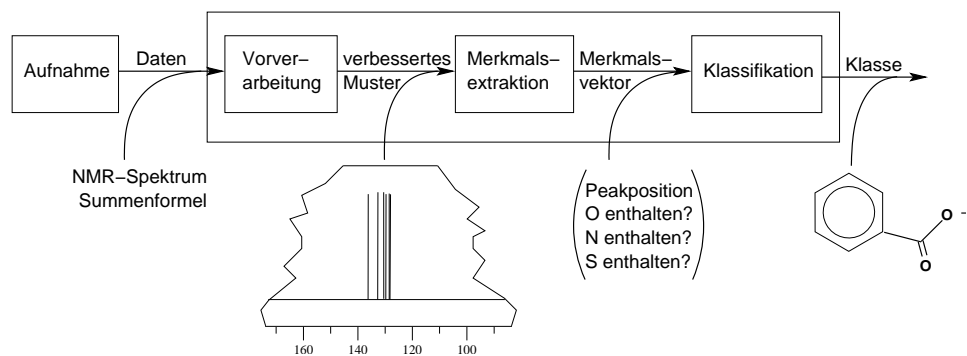 Aufnahme
Daten
Vorver-
arbeitung
verbessertes
Muster
Merkmals-
extraktion
Merkmals-
vektor
Klassifikation
Klasse
NMR-Spektrum
Summenformel
Peakposition
O enthalten?
N enthalten?
S enthalten?
O −
O
160 140 120 100